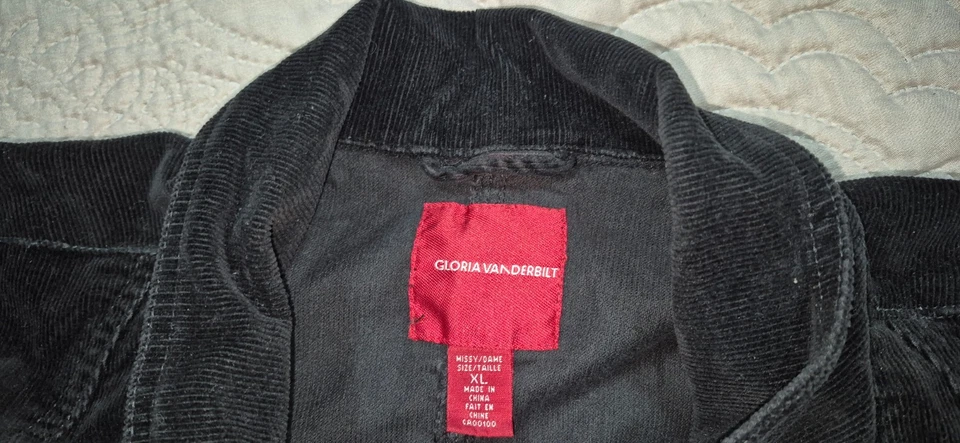 GLORIA VANDERBILT
MISSY/DAME
SIZE/TAILLE
XL
MADE IN
CHINA
FAIT EN
CHINE
CA00100